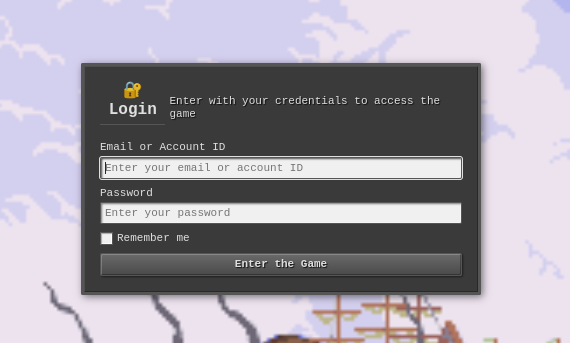 Login
Enter with your credentials to access the
game
Email or Account ID
Enter your email or account ID
Password
Enter your password
Remember me
Enter the Game